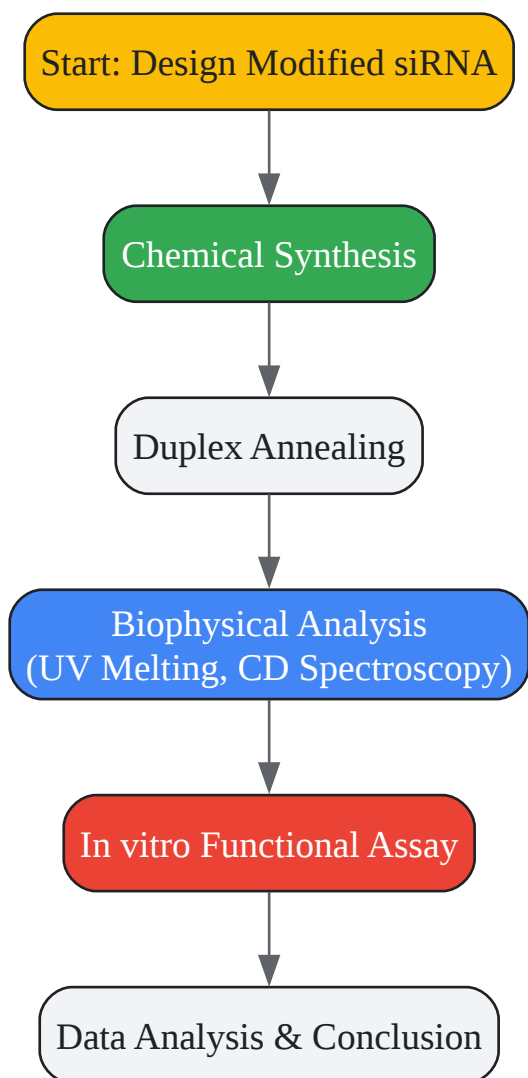 Start: Design Modified siRNA
Chemical Synthesis
Duplex Annealing
Biophysical Analysis
(UV Melting, CD Spectroscopy)
In vitro Functional Assay
Data Analysis & Conclusion